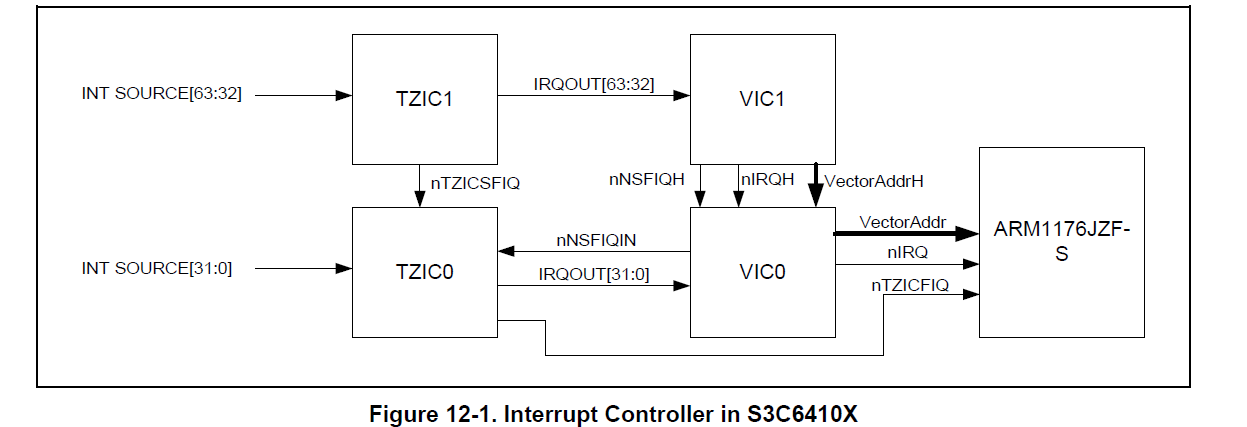 INT SOURCE[63:32]
TZIC1
IRQOUT[63:32]
VIC1
nTZICSFIQ
nNSFIQH
nIRQH
VectorAddrH
INT SOURCE[31:0]
TZIC0
nNSFIQIN
IRQOUT[31:0]
VIC0
VectorAddr
nIRQ
nTZICFIQ
ARM1176JZF-
S
Figure 12-1. Interrupt Controller in S3C6410X